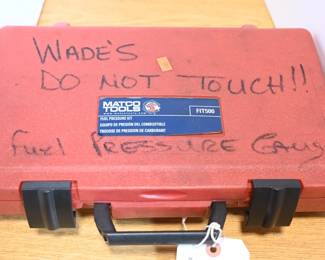 WADE'S
DO NOT TOUCH!!
MATCO TOOLS
FIT500
FUEL PRESSURE KIT
EQUIPO DE PRESIÓN DEL COMBUSTIBLE
TROUSSE DE PRESSION DE CARBURANT
Fuel PRESSURE Gaug